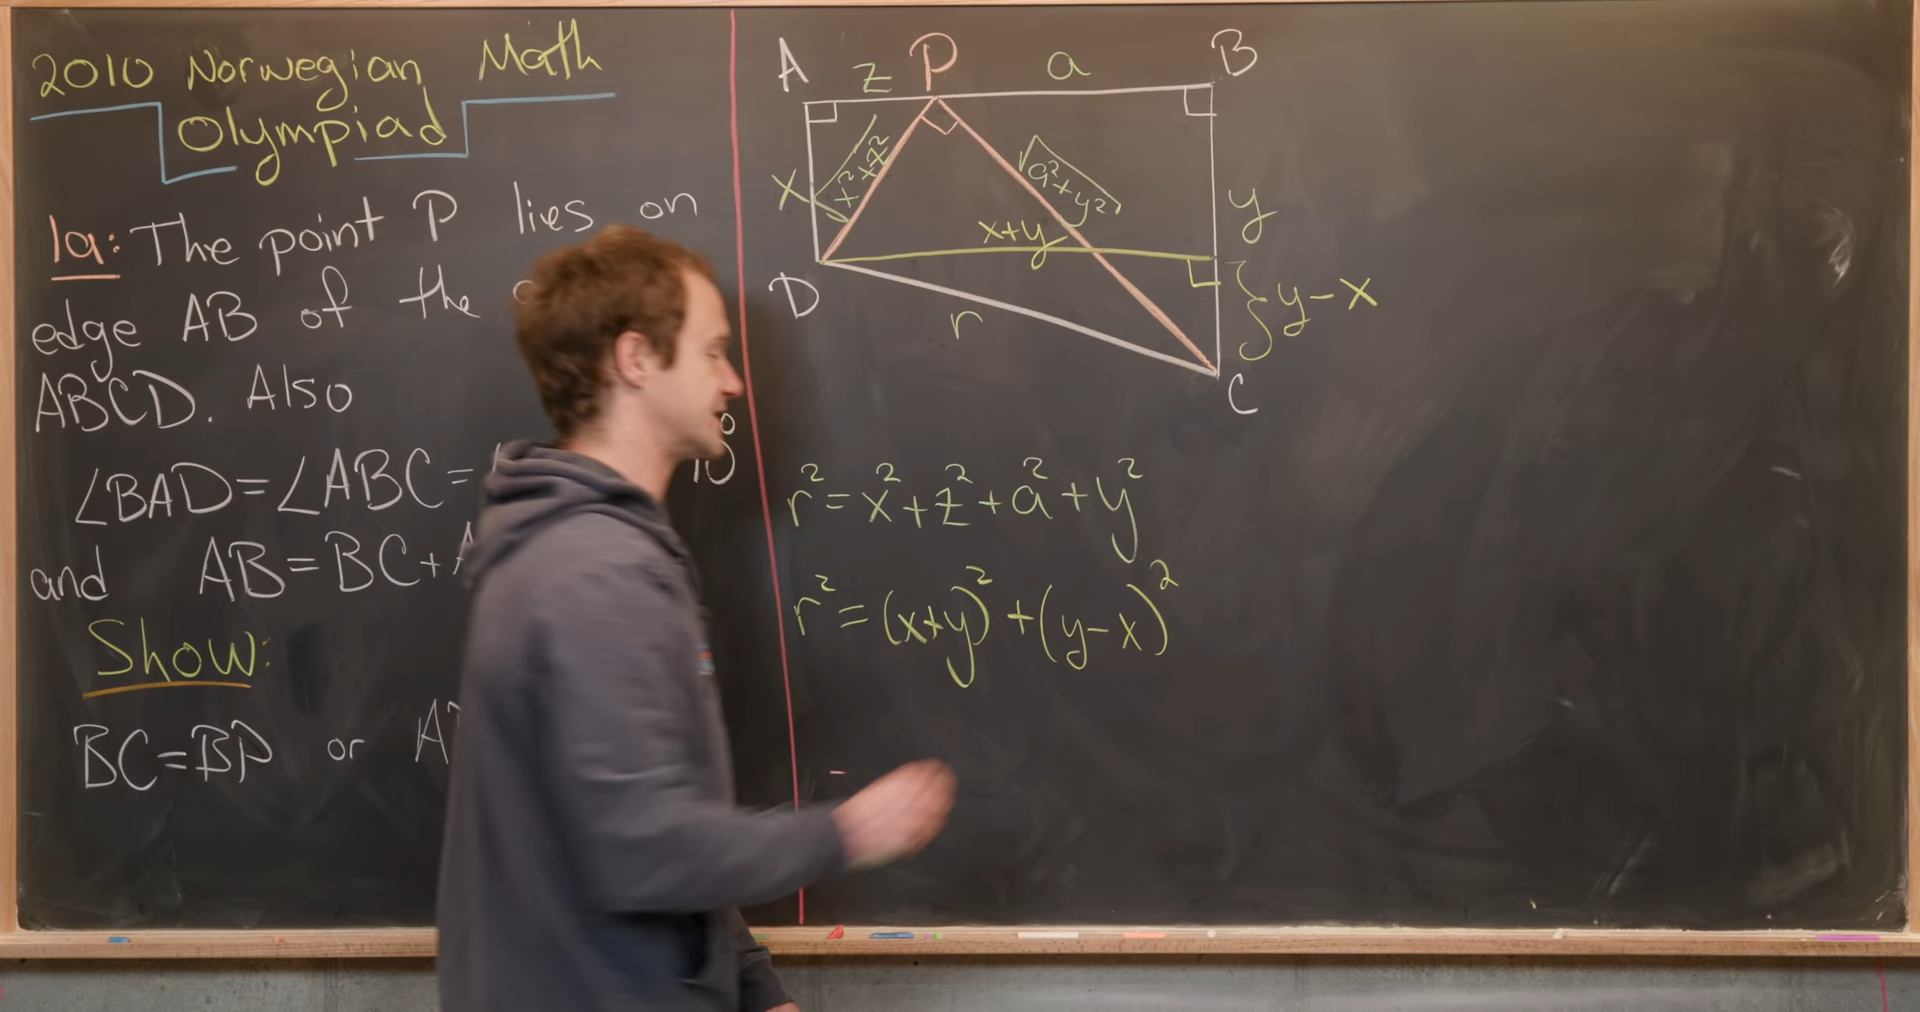 2010 Norwegian Math
Olympiad
1a: The point P lies on
edge AB of the
ABCD. Also
∠BAD=∠ABC=
and AB=BC+A
Show:
BC=BP or A
A z P a B
x
√x²+z²
√a²+y²
x+y
y
D
r
y-x
C
r²=x²+z²+a²+y²
r²=(x+y)²+(y-x)²